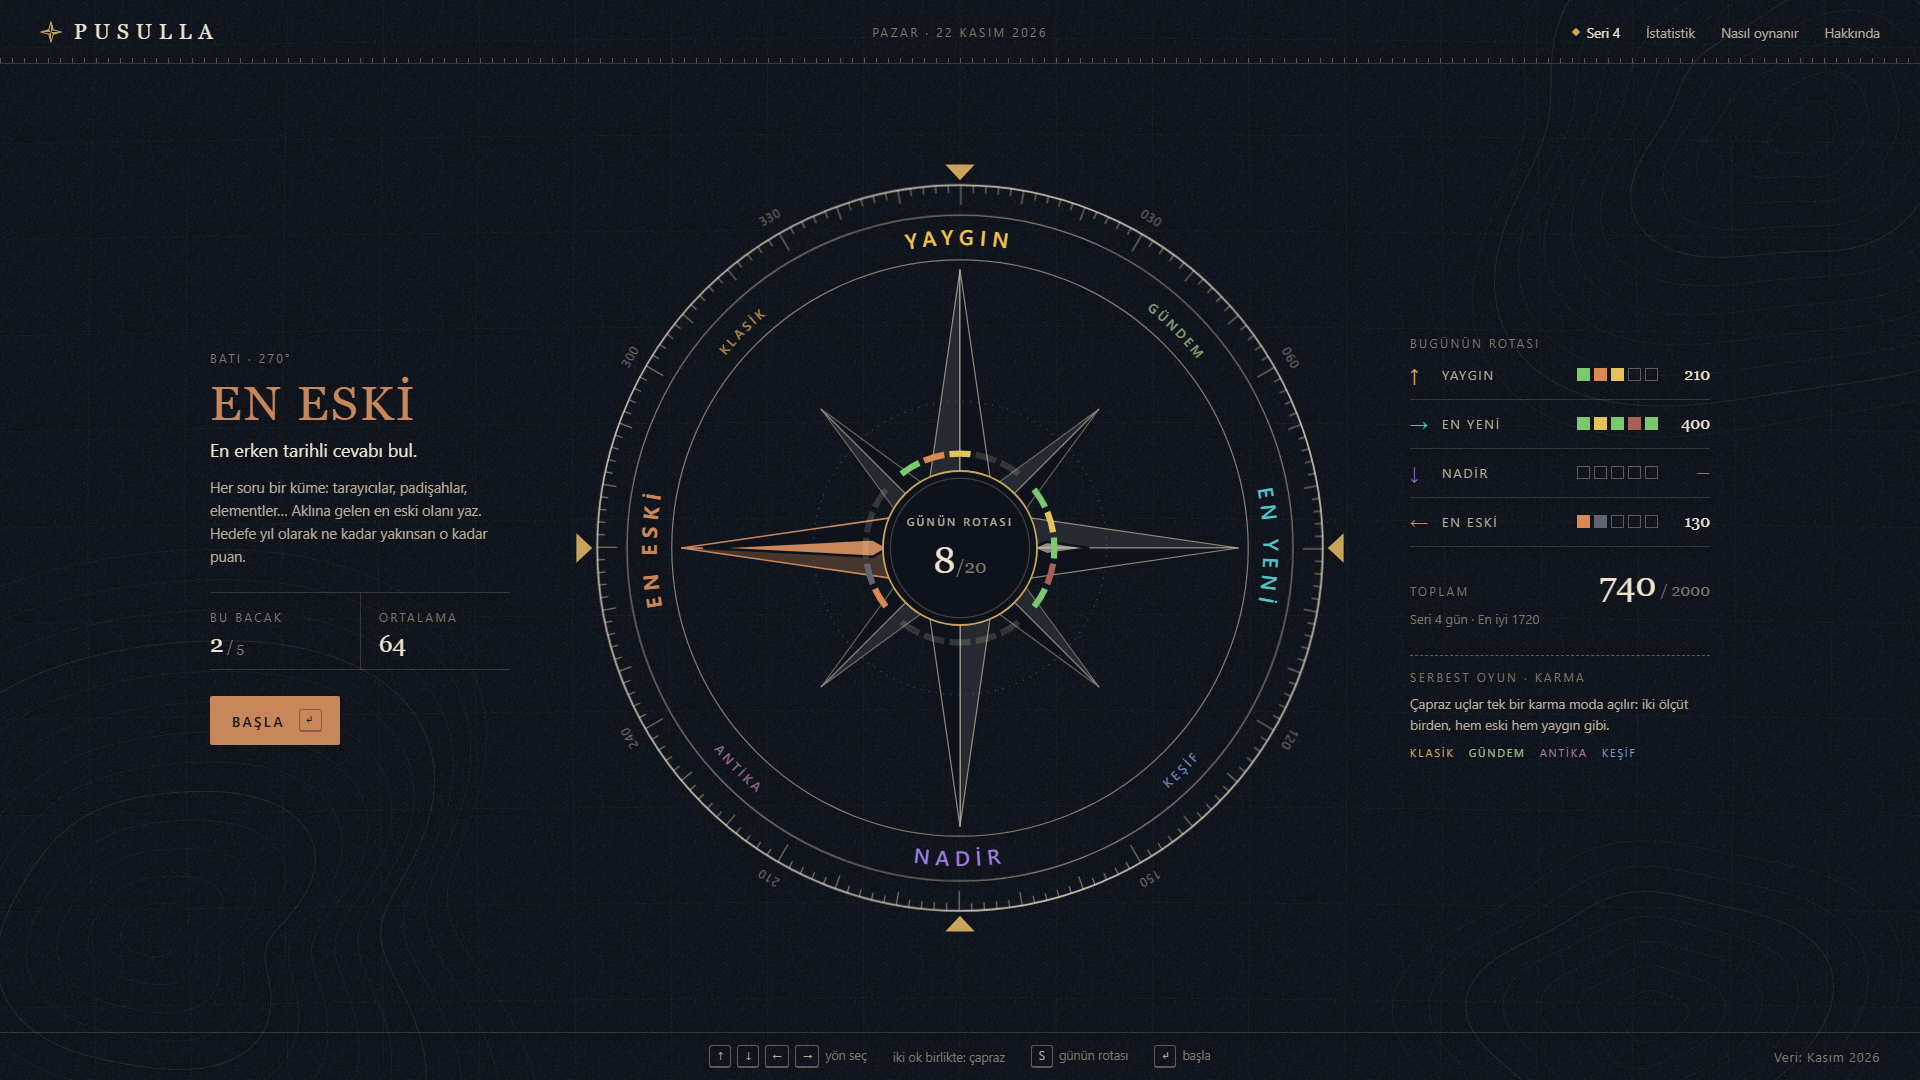 PUSULLA
PAZAR · 22 KASIM 2026
Seri 4
İstatistik
Nasıl oynanır
Hakkında
BATI · 270°
EN ESKİ
En erken tarihli cevabı bul.
Her soru bir küme: tarayıcılar, padişahlar,
elementler... Aklına gelen en eski olanı yaz.
Hedefe yıl olarak ne kadar yakınsan o kadar
puan.
BU BACAK
2 / 5
ORTALAMA
64
BAŞLA ↵
330
030
300
060
240
120
210
150
YAYGIN
KLASİK
GÜNDEM
EN ESKİ
EN YENİ
ANTİKA
KEŞİF
NADİR
GÜNÜN ROTASI
8/20
BUGÜNÜN ROTASI
↑ YAYGIN 210
→ EN YENİ 400
↓ NADİR —
← EN ESKİ 130
TOPLAM 740 / 2000
Seri 4 gün · En iyi 1720
SERBEST OYUN · KARMA
Çapraz uçlar tek bir karma moda açılır: iki ölçüt
birden, hem eski hem yaygın gibi.
KLASİK GÜNDEM ANTİKA KEŞİF
↑ ↓ ← → yön seç
iki ok birlikte: çapraz
S günün rotası
↵ başla
Veri: Kasım 2026